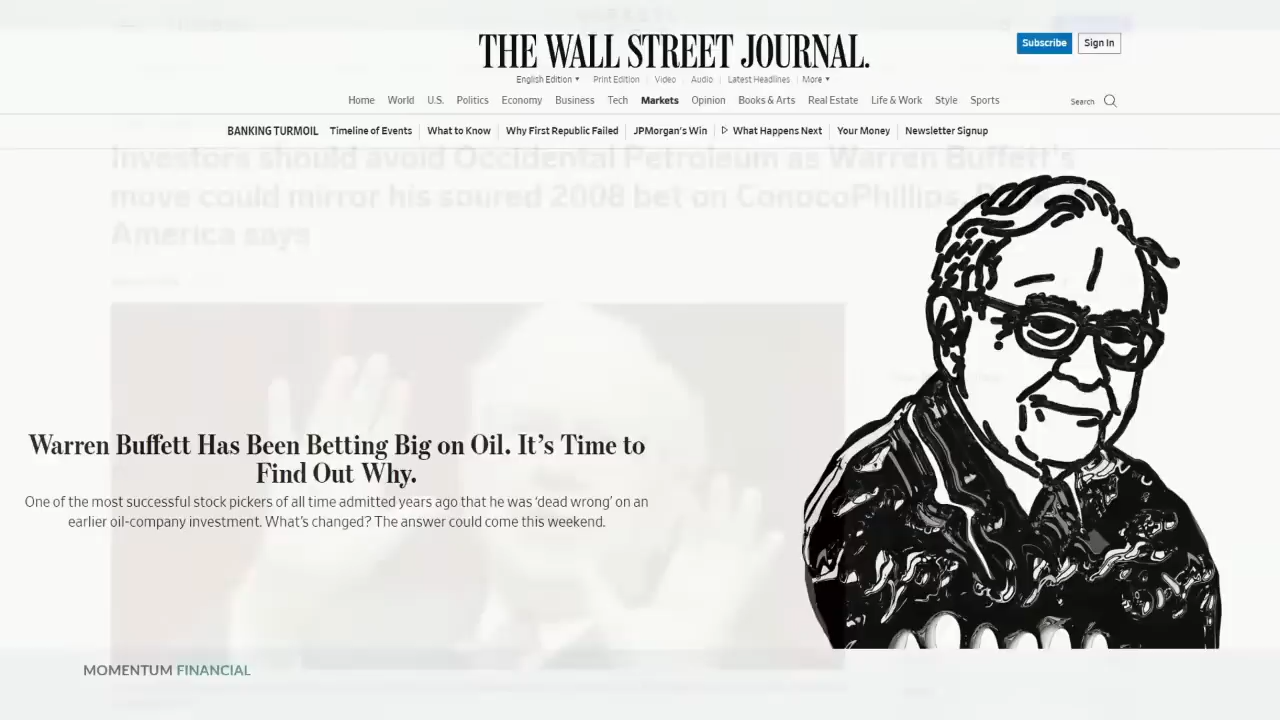 THE WALL STREET JOURNAL.
Subscribe
Sign In
English Edition
Print Edition
Video
Audio
Latest Headlines
More
Home
World
U.S.
Politics
Economy
Business
Tech
Markets
Opinion
Books & Arts
Real Estate
Life & Work
Style
Sports
Search
BANKING TURMOIL
Timeline of Events
What to Know
Why First Republic Failed
JPMorgan's Win
What Happens Next
Your Money
Newsletter Signup
Investors should avoid Occidental Petroleum as Warren Buffett's
move could mirror his soured 2008 bet on ConocoPhillips,
America says
Warren Buffett Has Been Betting Big on Oil. It's Time to
Find Out Why.
One of the most successful stock pickers of all time admitted years ago that he was 'dead wrong' on an
earlier oil-company investment. What's changed? The answer could come this weekend.
MOMENTUM FINANCIAL